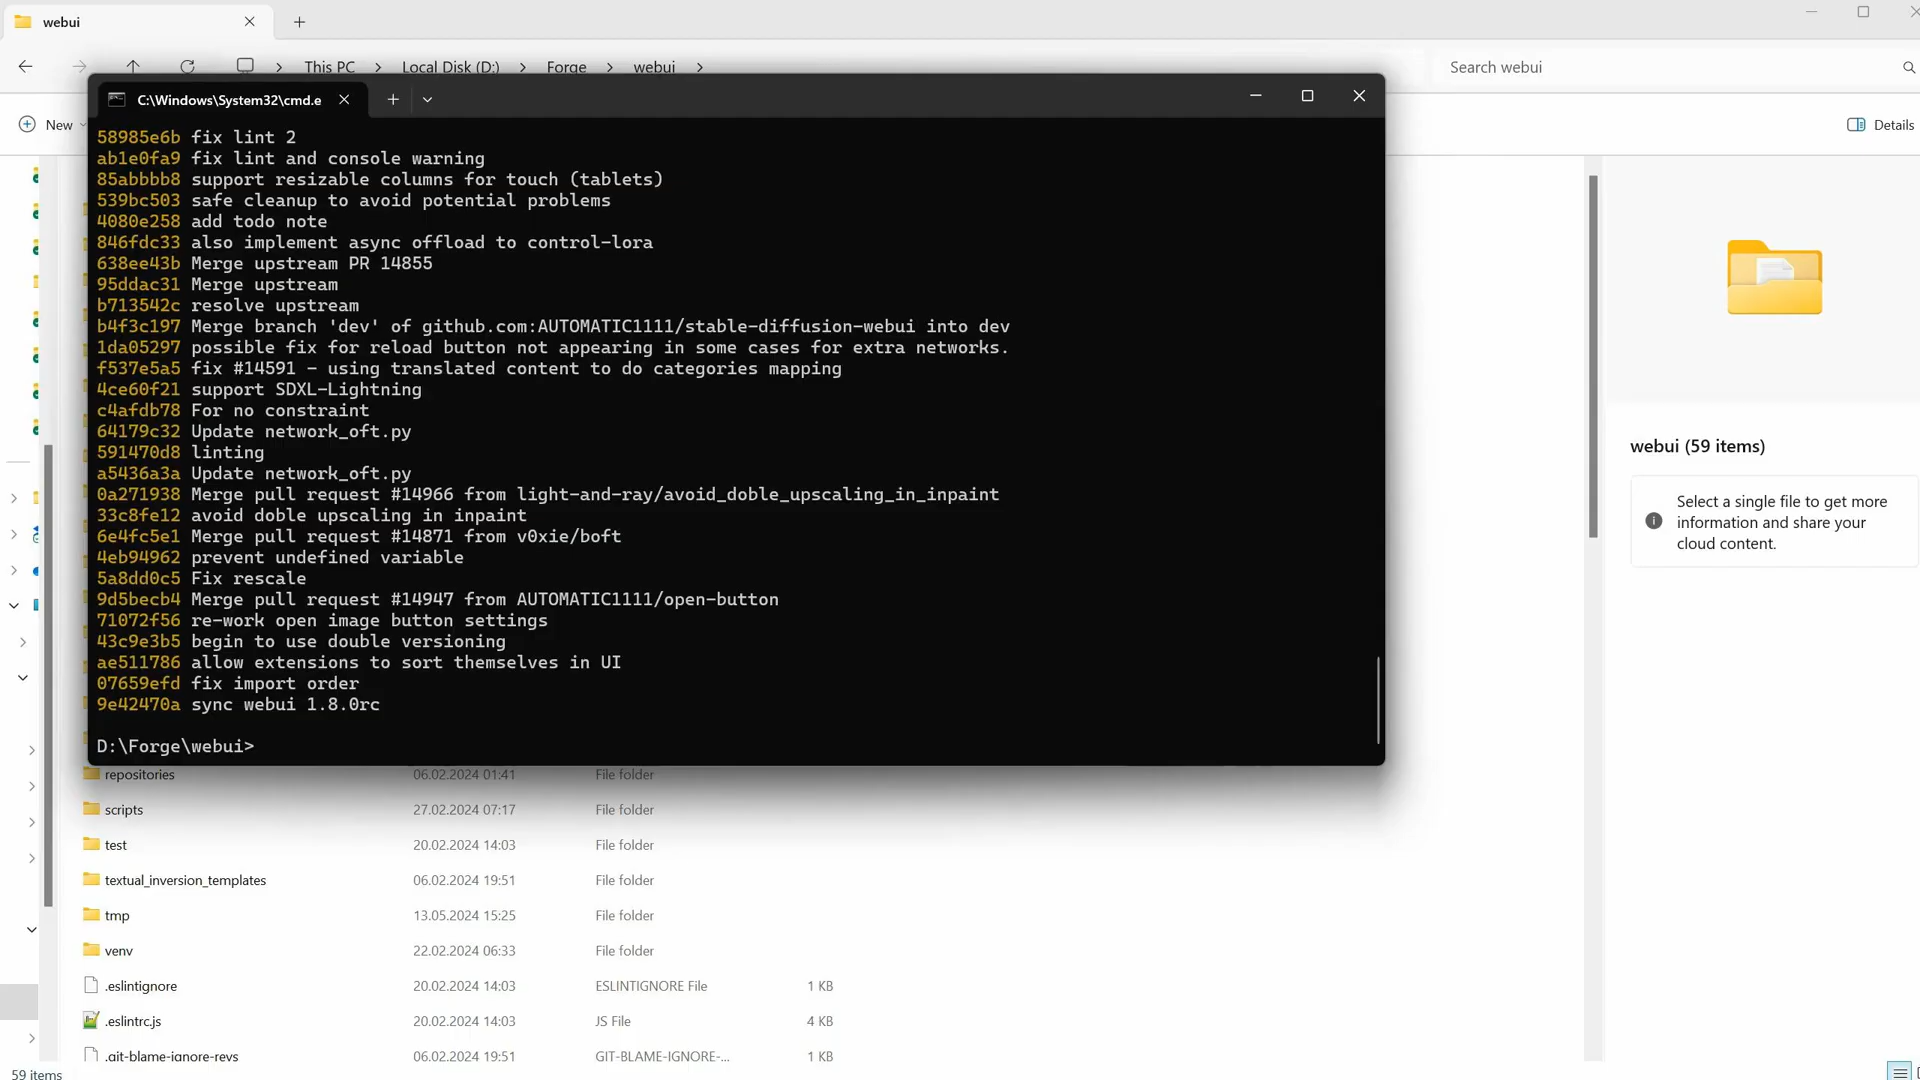 webui
This PC > Local Disk (D:) > Forge > webui >
Search webui
New
Details
C:\Windows\System32\cmd.e
58985e6b fix lint 2
ab1e0fa9 fix lint and console warning
85abbbb8 support resizable columns for touch (tablets)
539bc503 safe cleanup to avoid potential problems
4080e258 add todo note
846fdc33 also implement async offload to control-lora
638ee43b Merge upstream PR 14855
95ddac31 Merge upstream
b713542c resolve upstream
b4f3c197 Merge branch 'dev' of github.com:AUTOMATIC1111/stable-diffusion-webui into dev
1da05297 possible fix for reload button not appearing in some cases for extra networks.
f537e5a5 fix #14591 - using translated content to do categories mapping
4ce60f21 support SDXL-Lightning
c4afdb78 For no constraint
64179c32 Update network_oft.py
591470d8 linting
a5436a3a Update network_oft.py
0a271938 Merge pull request #14966 from light-and-ray/avoid_doble_upscaling_in_inpaint
33c8fe12 avoid doble upscaling in inpaint
6e4fc5e1 Merge pull request #14871 from v0xie/boft
4eb94962 prevent undefined variable
5a8dd0c5 Fix rescale
9d5becb4 Merge pull request #14947 from AUTOMATIC1111/open-button
71072f56 re-work open image button settings
43c9e3b5 begin to use double versioning
ae511786 allow extensions to sort themselves in UI
07659efd fix import order
9e42470a sync webui 1.8.0rc
D:\Forge\webui>
repositories 06.02.2024 01:41 File folder
scripts 27.02.2024 07:17 File folder
test 20.02.2024 14:03 File folder
textual_inversion_templates 06.02.2024 19:51 File folder
tmp 13.05.2024 15:25 File folder
venv 22.02.2024 06:33 File folder
.eslintignore 20.02.2024 14:03 ESLINTIGNORE File 1 KB
.eslintrc.js 20.02.2024 14:03 JS File 4 KB
.git-blame-ignore-revs 06.02.2024 19:51 GIT-BLAME-IGNORE-... 1 KB
webui (59 items)
Select a single file to get more
information and share your
cloud content.
59 items